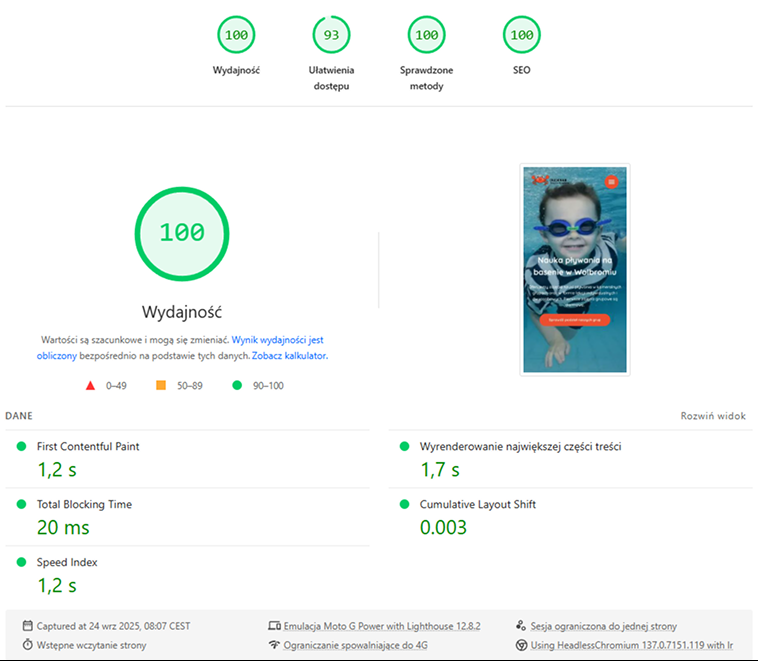 100
93
100
100
Wydajność
Ułatwienia
dostępu
Sprawdzone
metody
SEO
100
Wydajność
Wartości są szacunkowe i mogą się zmieniać. Wynik wydajności jest
obliczony bezpośrednio na podstawie tych danych. Zobacz kalkulator.
0–49
50–89
90–100
Nauka pływania na
basenie w Wolbromiu
DANE
Rozwiń widok
First Contentful Paint
1,2 s
Wyrenderowanie największej części treści
1,7 s
Total Blocking Time
20 ms
Cumulative Layout Shift
0.003
Speed Index
1,2 s
Captured at 24 wrz 2025, 08:07 CEST
Emulacja Moto G Power with Lighthouse 12.8.2
Sesja ograniczona do jednej strony
Wstępne wczytanie strony
Ograniczanie spowalniające do 4G
Using HeadlessChromium 137.0.7151.119 with lr